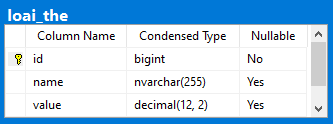 loai_the
Column Name Condensed Type Nullable
id bigint No
name nvarchar(255) Yes
value decimal(12, 2) Yes